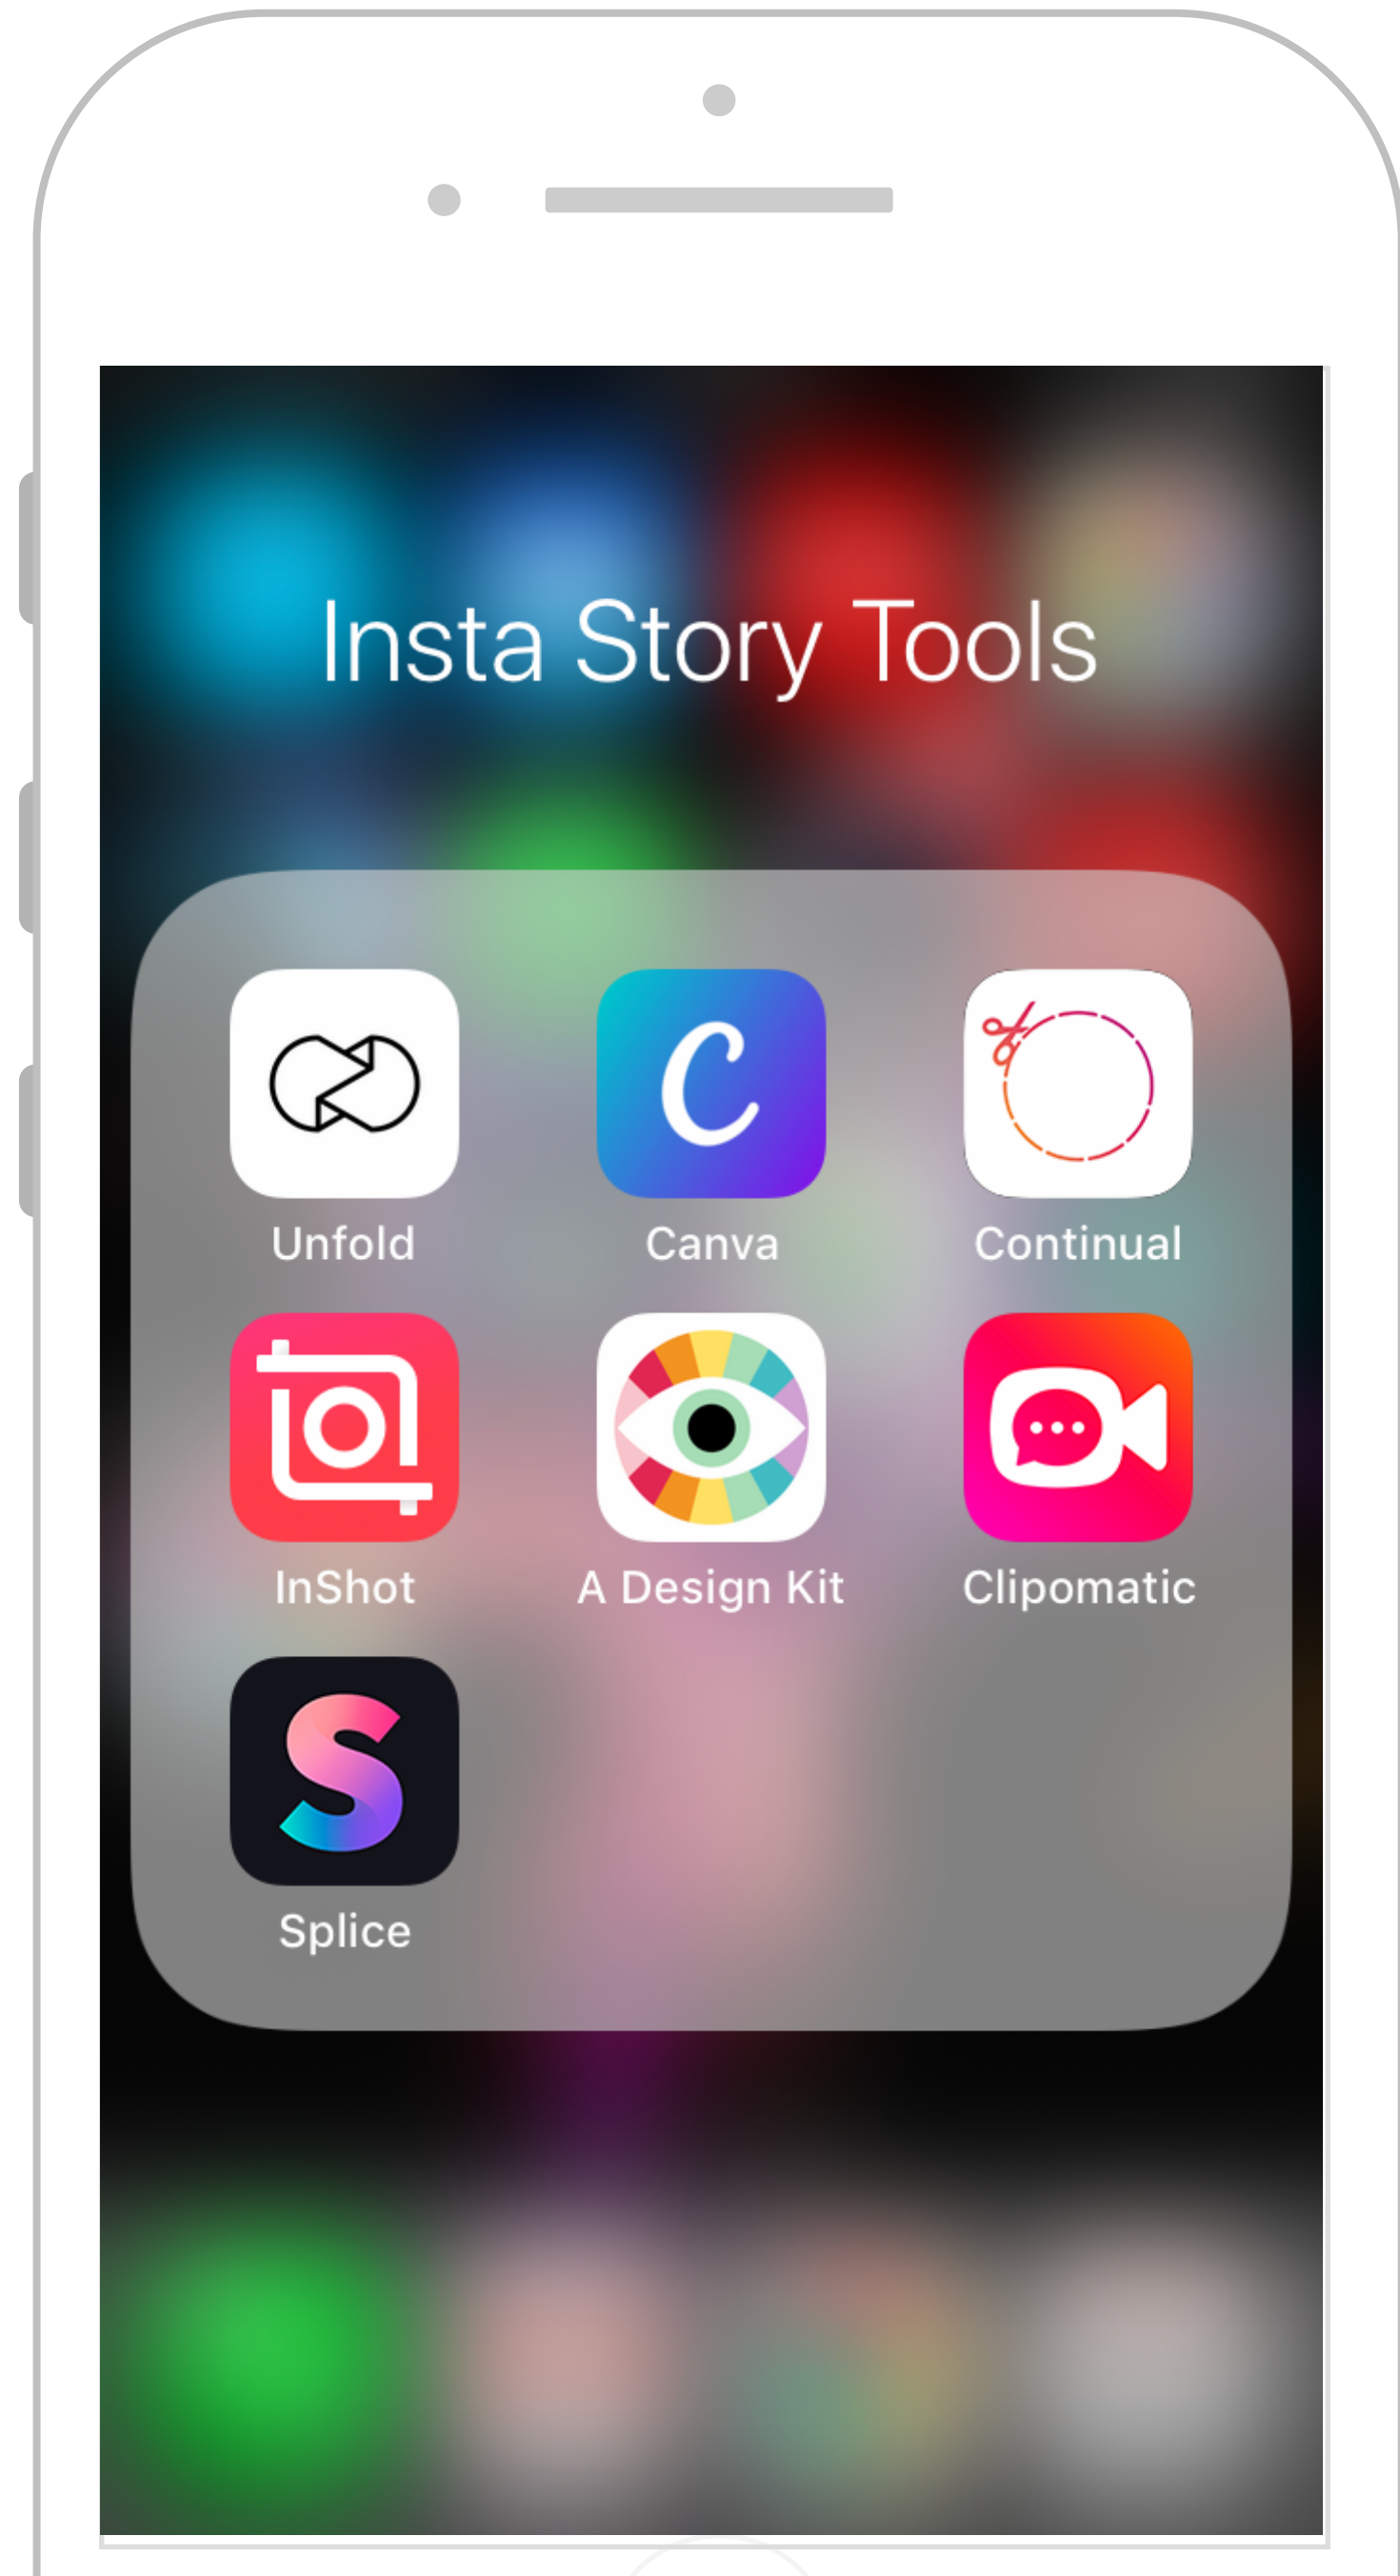 Insta Story Tools
Unfold
Canva
Continual
InShot
A Design Kit
Clipomatic
Splice